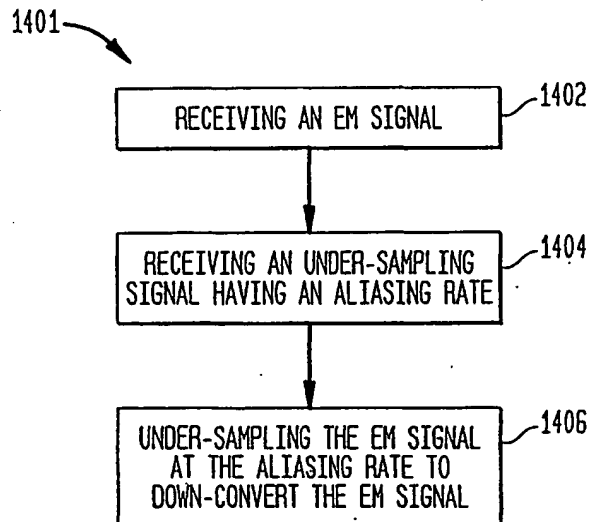 1401
RECEIVING AN EM SIGNAL
1402
RECEIVING AN UNDER-SAMPLING
SIGNAL HAVING AN ALIASING RATE
1404
UNDER-SAMPLING THE EM SIGNAL
AT THE ALIASING RATE TO
DOWN-CONVERT THE EM SIGNAL
1406